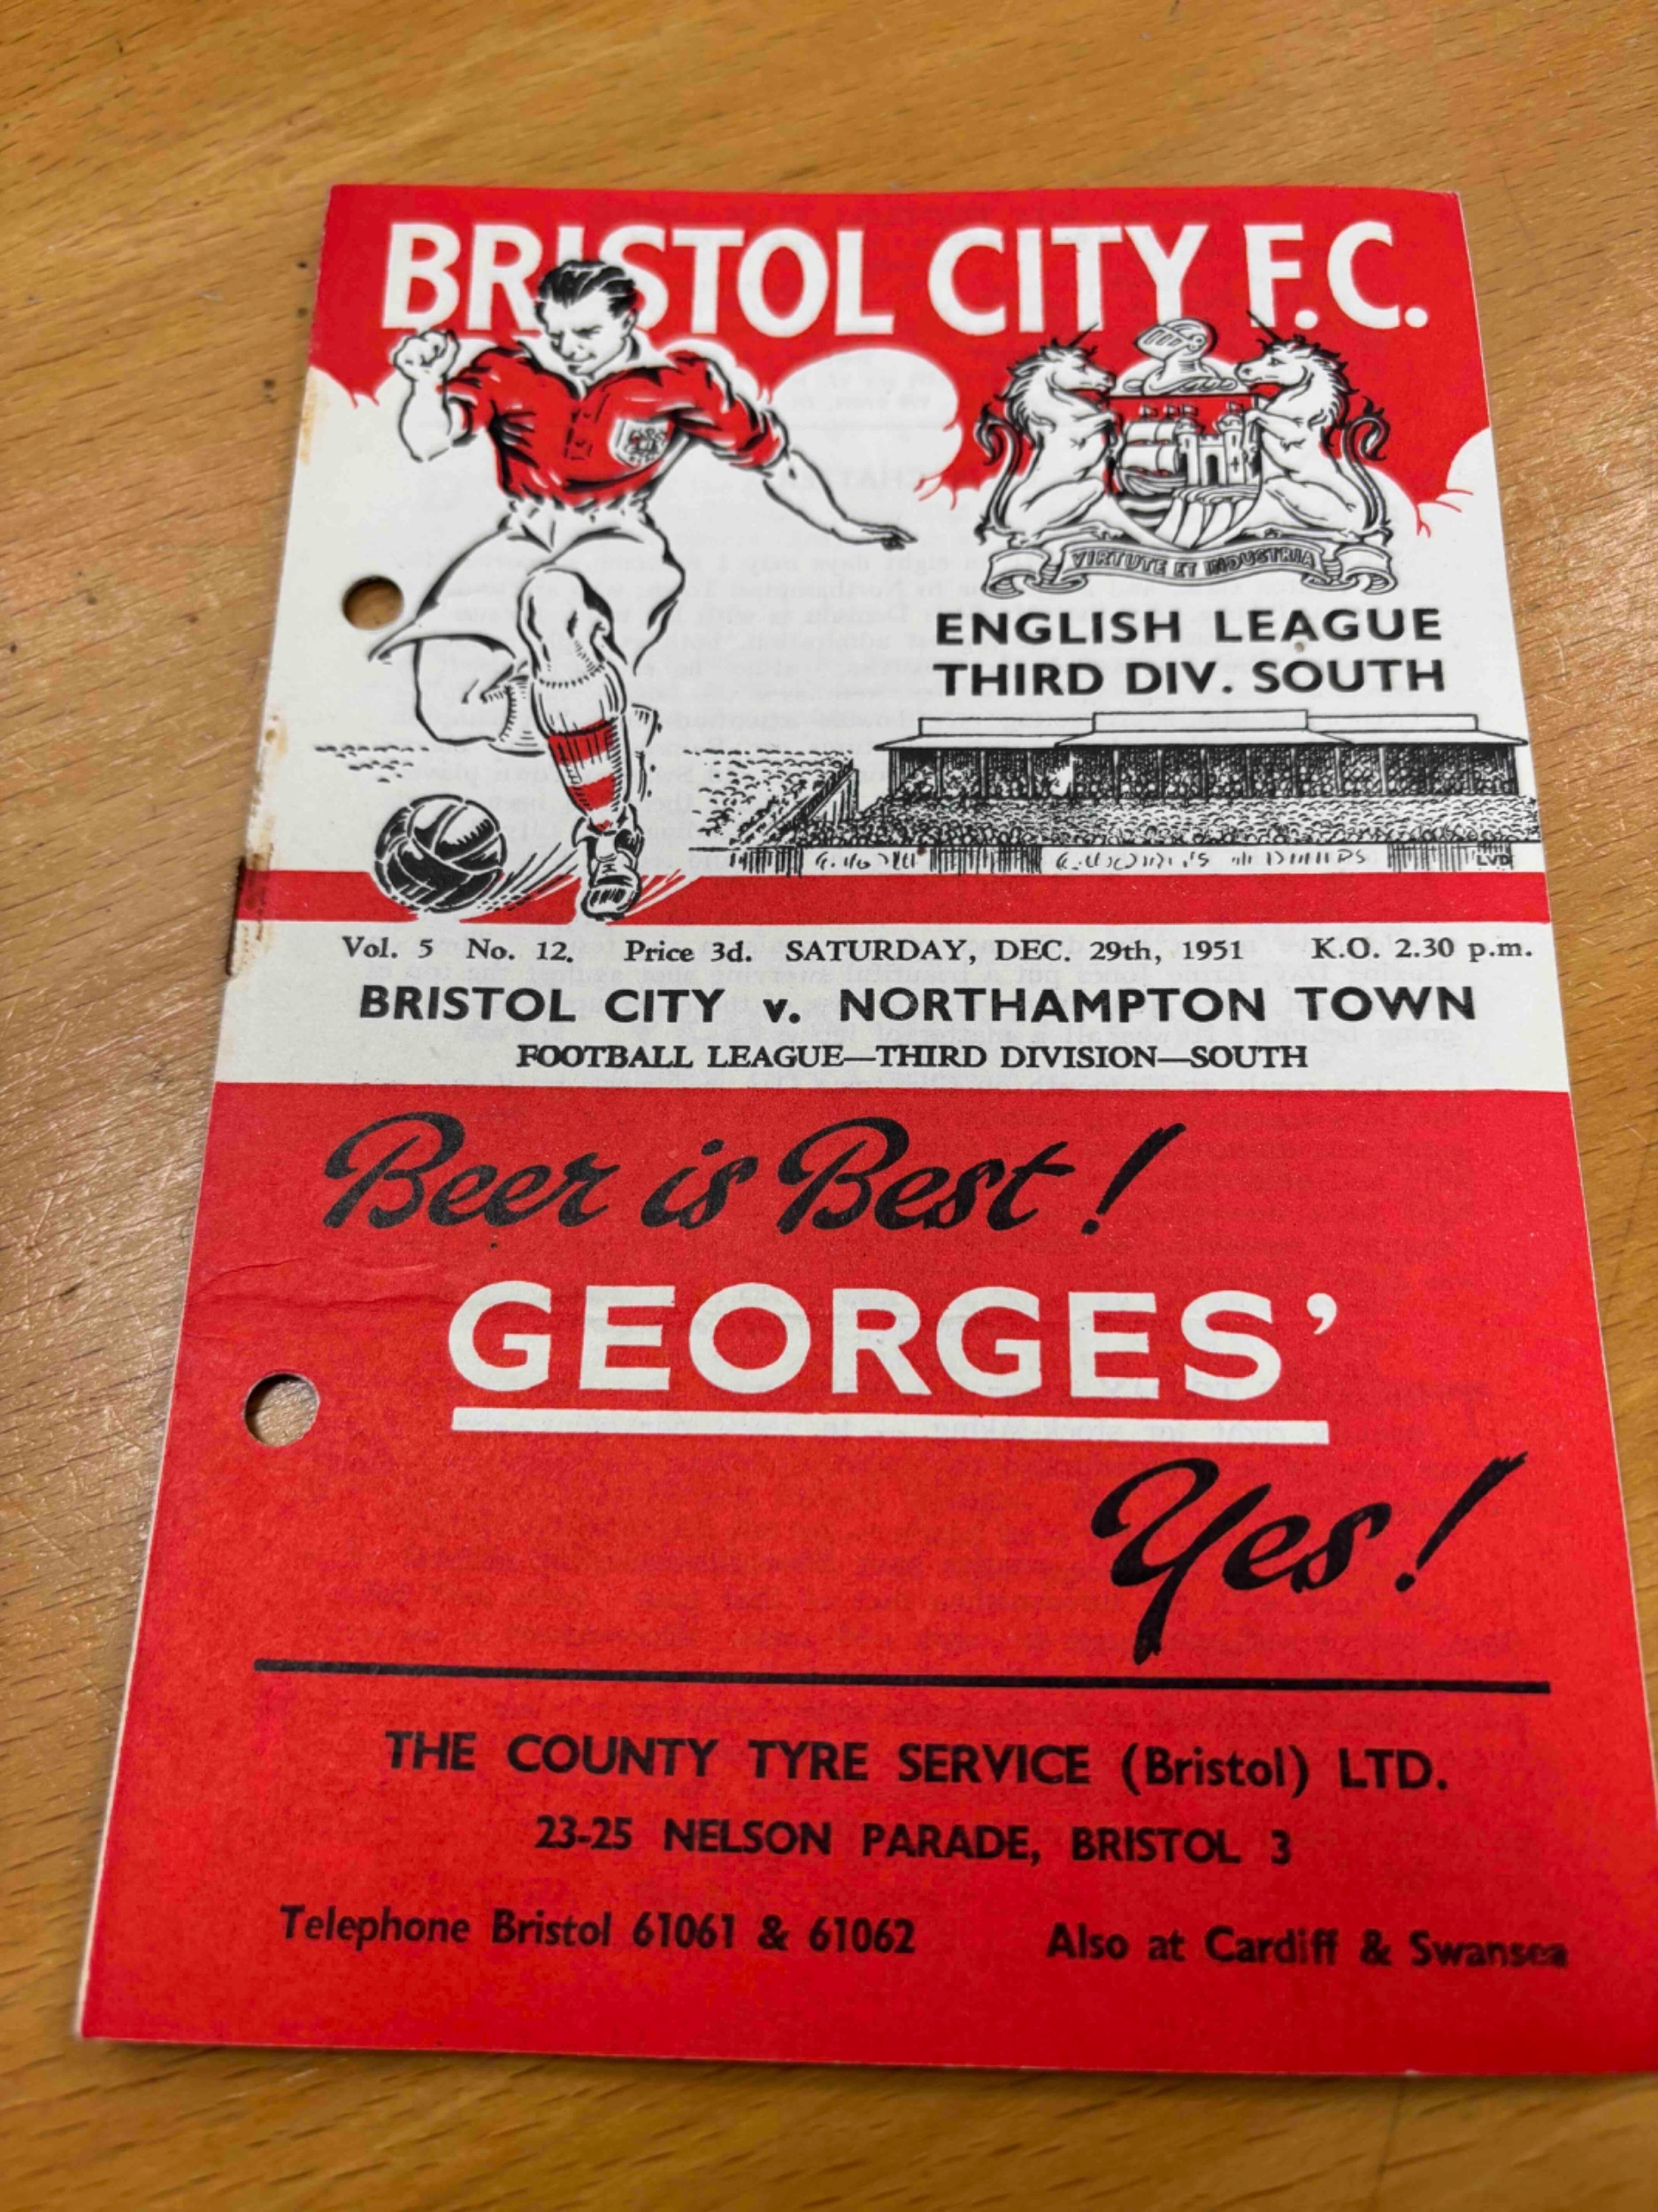 BRISTOL CITY F.C.
VIRTUTE ET INDUSTRIA
ENGLISH LEAGUE
THIRD DIV. SOUTH
LVD
Vol. 5 No. 12. Price 3d. SATURDAY, DEC. 29th, 1951 K.O. 2.30 p.m.
BRISTOL CITY v. NORTHAMPTON TOWN
FOOTBALL LEAGUE—THIRD DIVISION—SOUTH
Beer is Best!
GEORGES'
Yes!
THE COUNTY TYRE SERVICE (Bristol) LTD.
23-25 NELSON PARADE, BRISTOL 3
Telephone Bristol 61061 & 61062 Also at Cardiff & Swansea